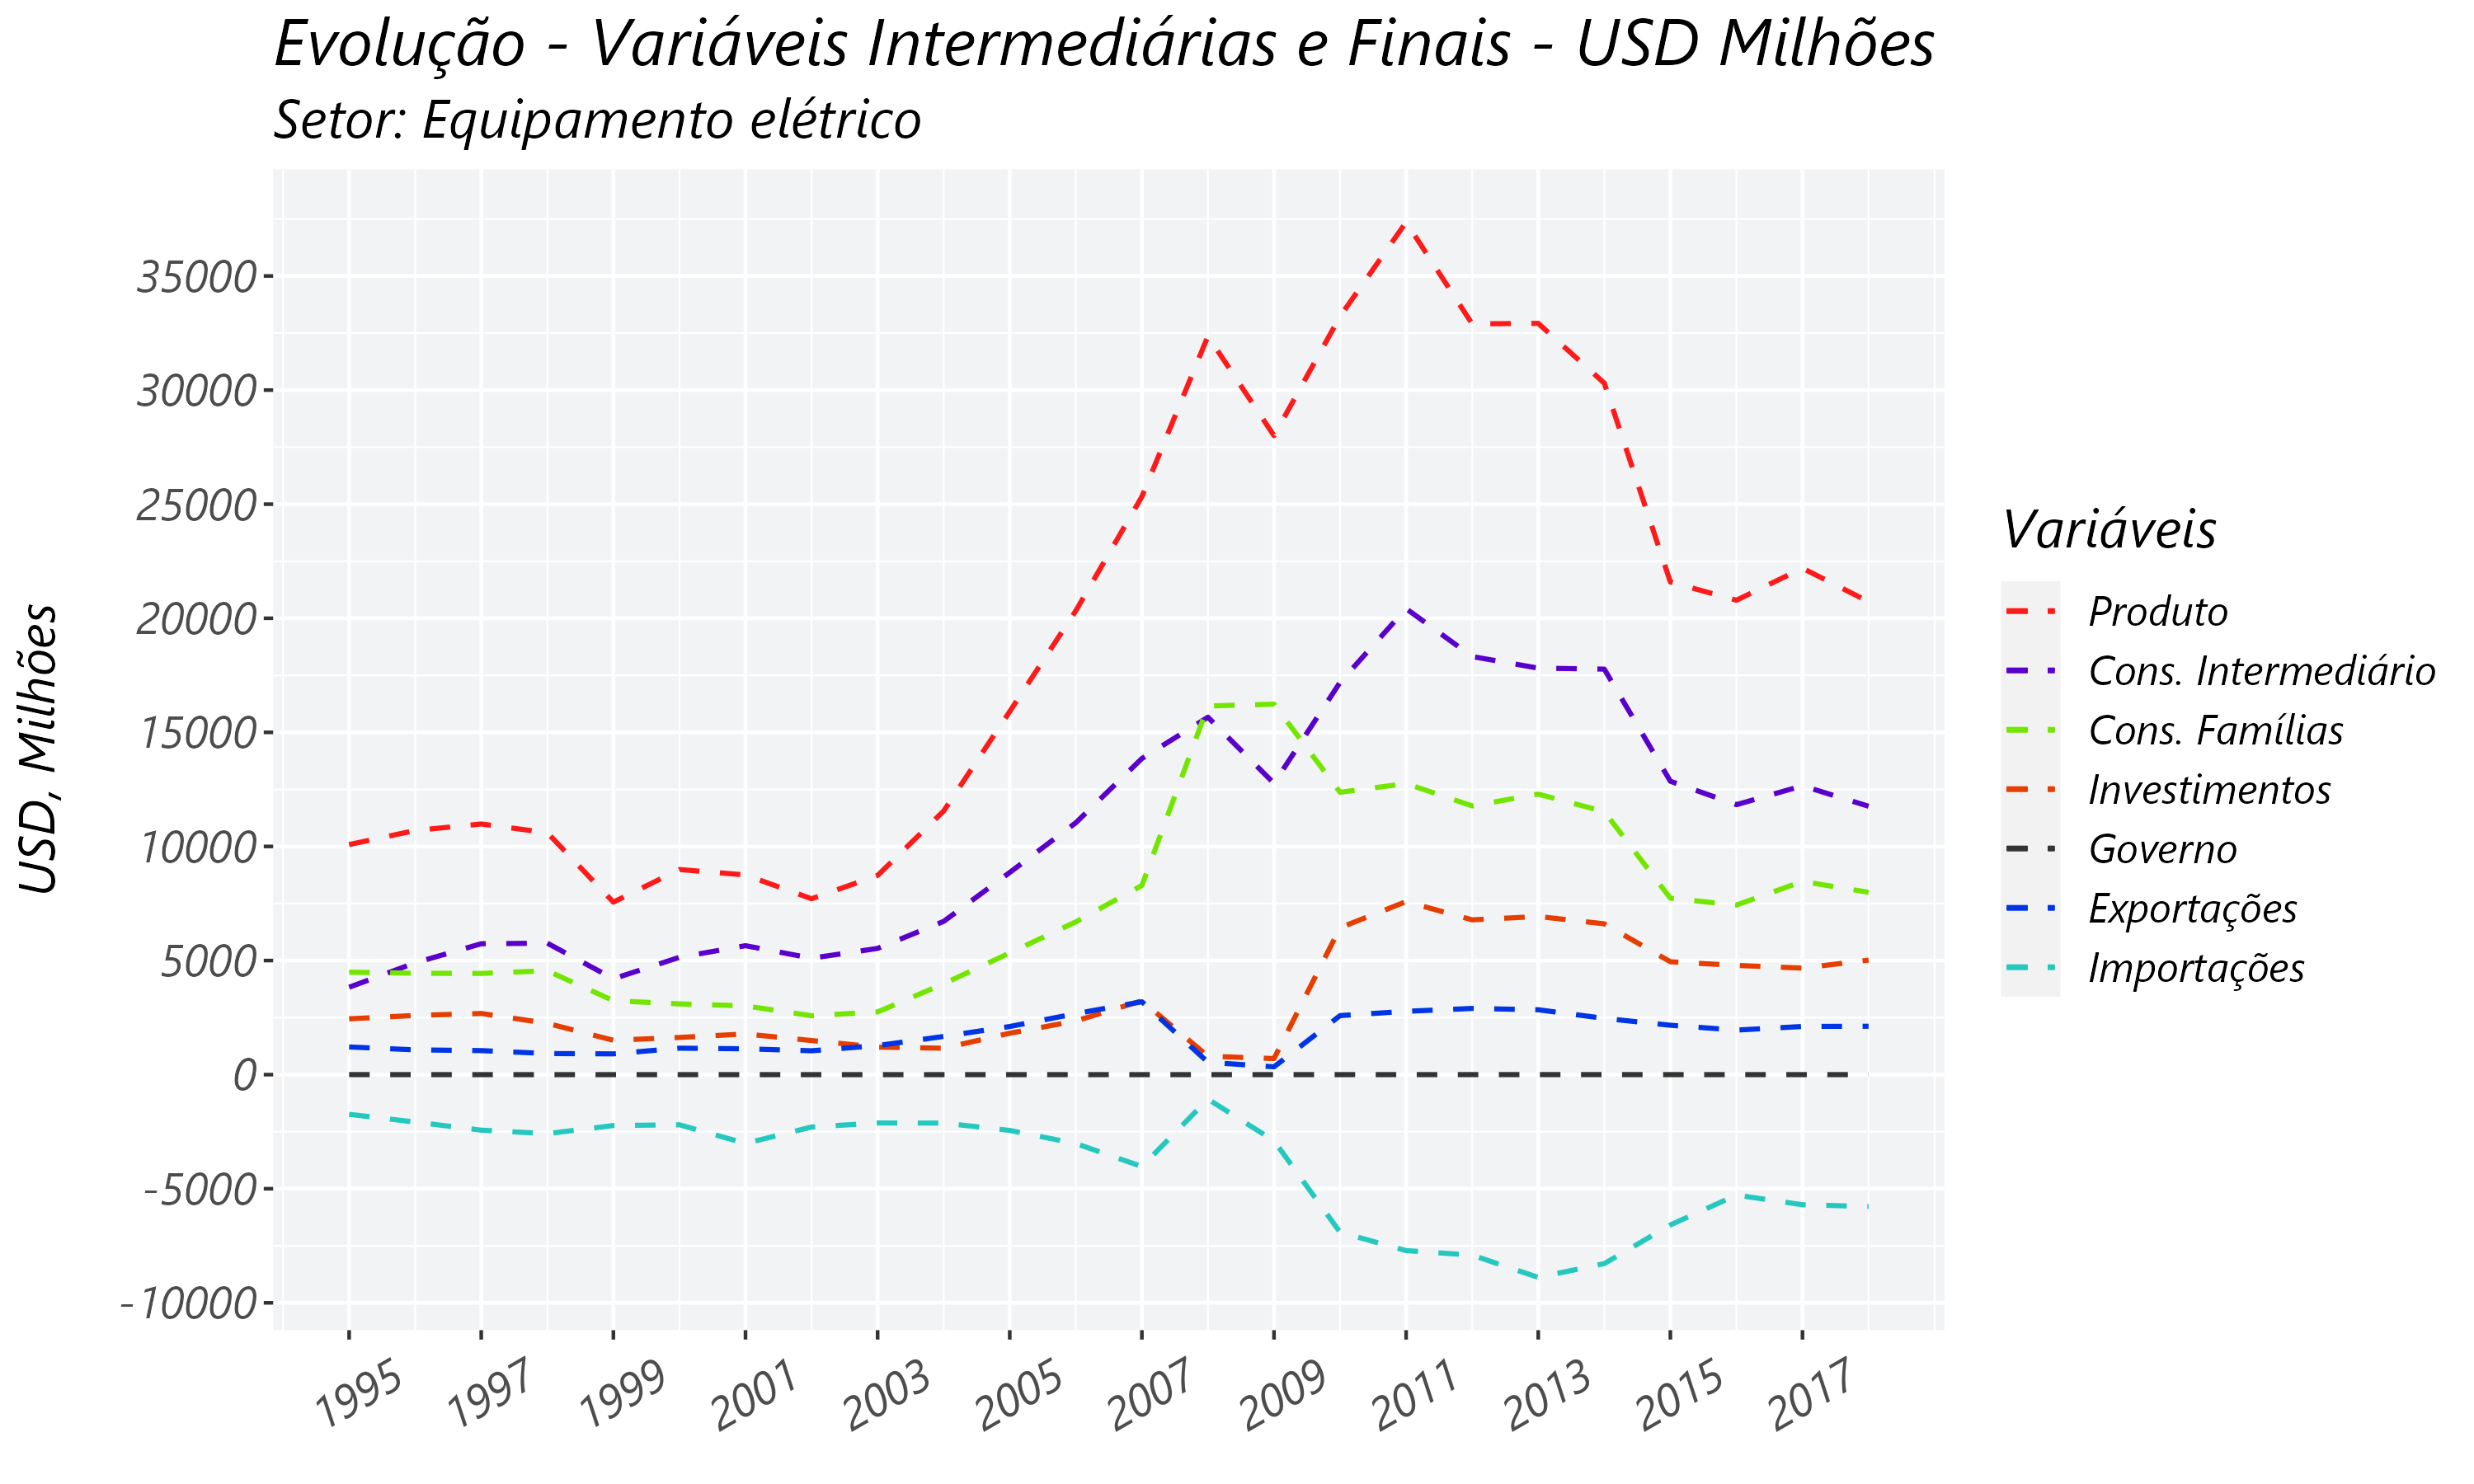 Evolução - Variáveis Intermediárias e Finais - USD Milhões
Setor: Equipamento elétrico
USD, Milhões
35000
30000
25000
20000
15000
10000
5000
0
-5000
-10000
1995
1997
1999
2001
2003
2005
2007
2009
2011
2013
2015
2017
Variáveis
Produto
Cons. Intermediário
Cons. Famílias
Investimentos
Governo
Exportações
Importações